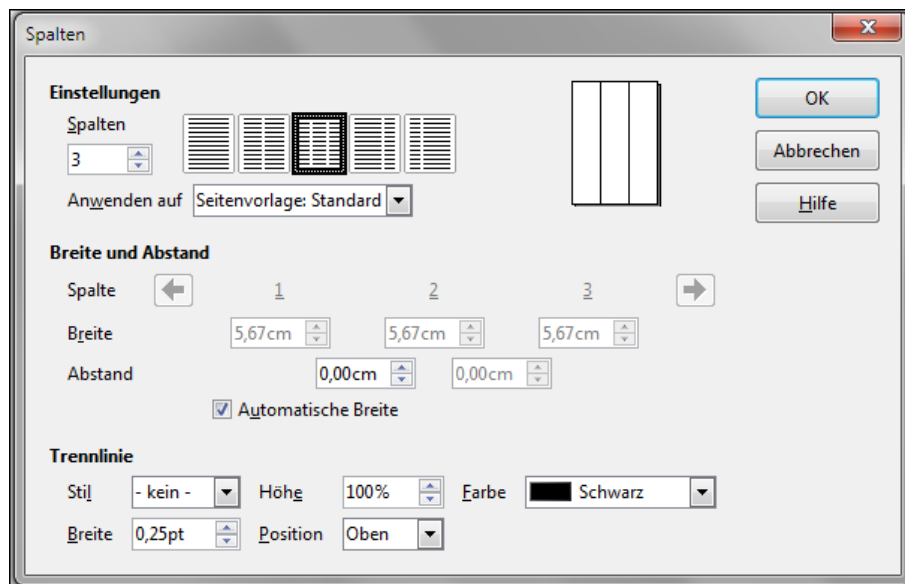 Spalten
Einstellungen
Spalten
3
Anwenden auf Seitenvorlage: Standard
OK
Abbrechen
Hilfe
Breite und Abstand
Spalte 1 2 3
Breite 5,67cm 5,67cm 5,67cm
Abstand 0,00cm 0,00cm
Automatische Breite
Trennlinie
Stil - kein - Höhe 100% Farbe Schwarz
Breite 0,25pt Position Oben